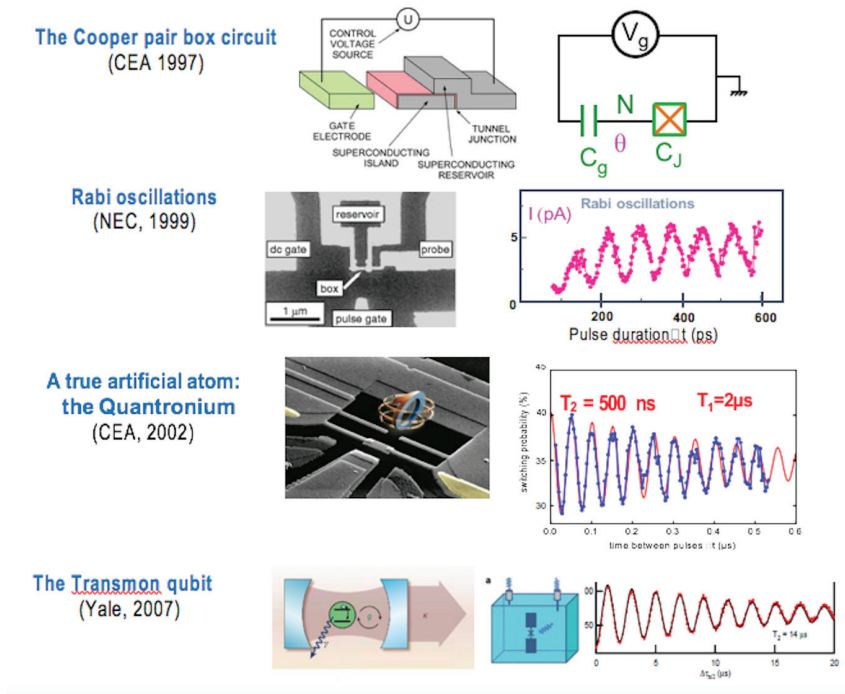 The Cooper pair box circuit
(CEA 1997)
CONTROL
VOLTAGE
SOURCE
U
GATE
ELECTRODE
SUPERCONDUCTING
ISLAND
TUNNEL
JUNCTION
SUPERCONDUCTING
RESERVOIR
Vg
N
θ
Cg
CJ
Rabi oscillations
(NEC, 1999)
reservoir
dc gate
probe
box
1 μm
pulse gate
Rabi oscillations
I (pA)
5
0
200 400 600
Pulse duration□t (ps)
A true artificial atom:
the Quantronium
(CEA, 2002)
T2 = 500 ns T1=2μs
switching probability (%)
45
40
35
30
0.0 0.1 0.2 0.3 0.4 0.5 0.6
time between pulses □t (μs)
The Transmon qubit
(Yale, 2007)
g
κ
a
00
50
0
T2 = 14 μs
0 5 10 15 20